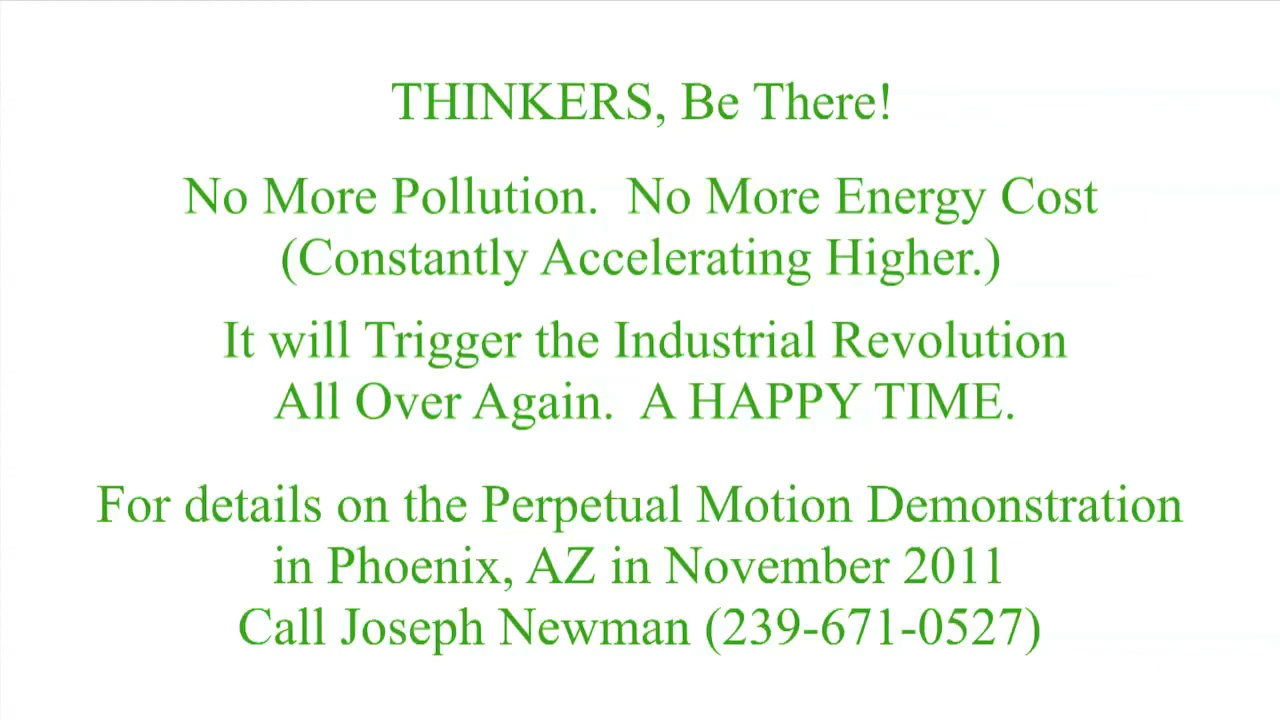 THINKERS, Be There!
No More Pollution.  No More Energy Cost
(Constantly Accelerating Higher.)
It will Trigger the Industrial Revolution
All Over Again.  A HAPPY TIME.
For details on the Perpetual Motion Demonstration
in Phoenix, AZ in November 2011
Call Joseph Newman (239-671-0527)